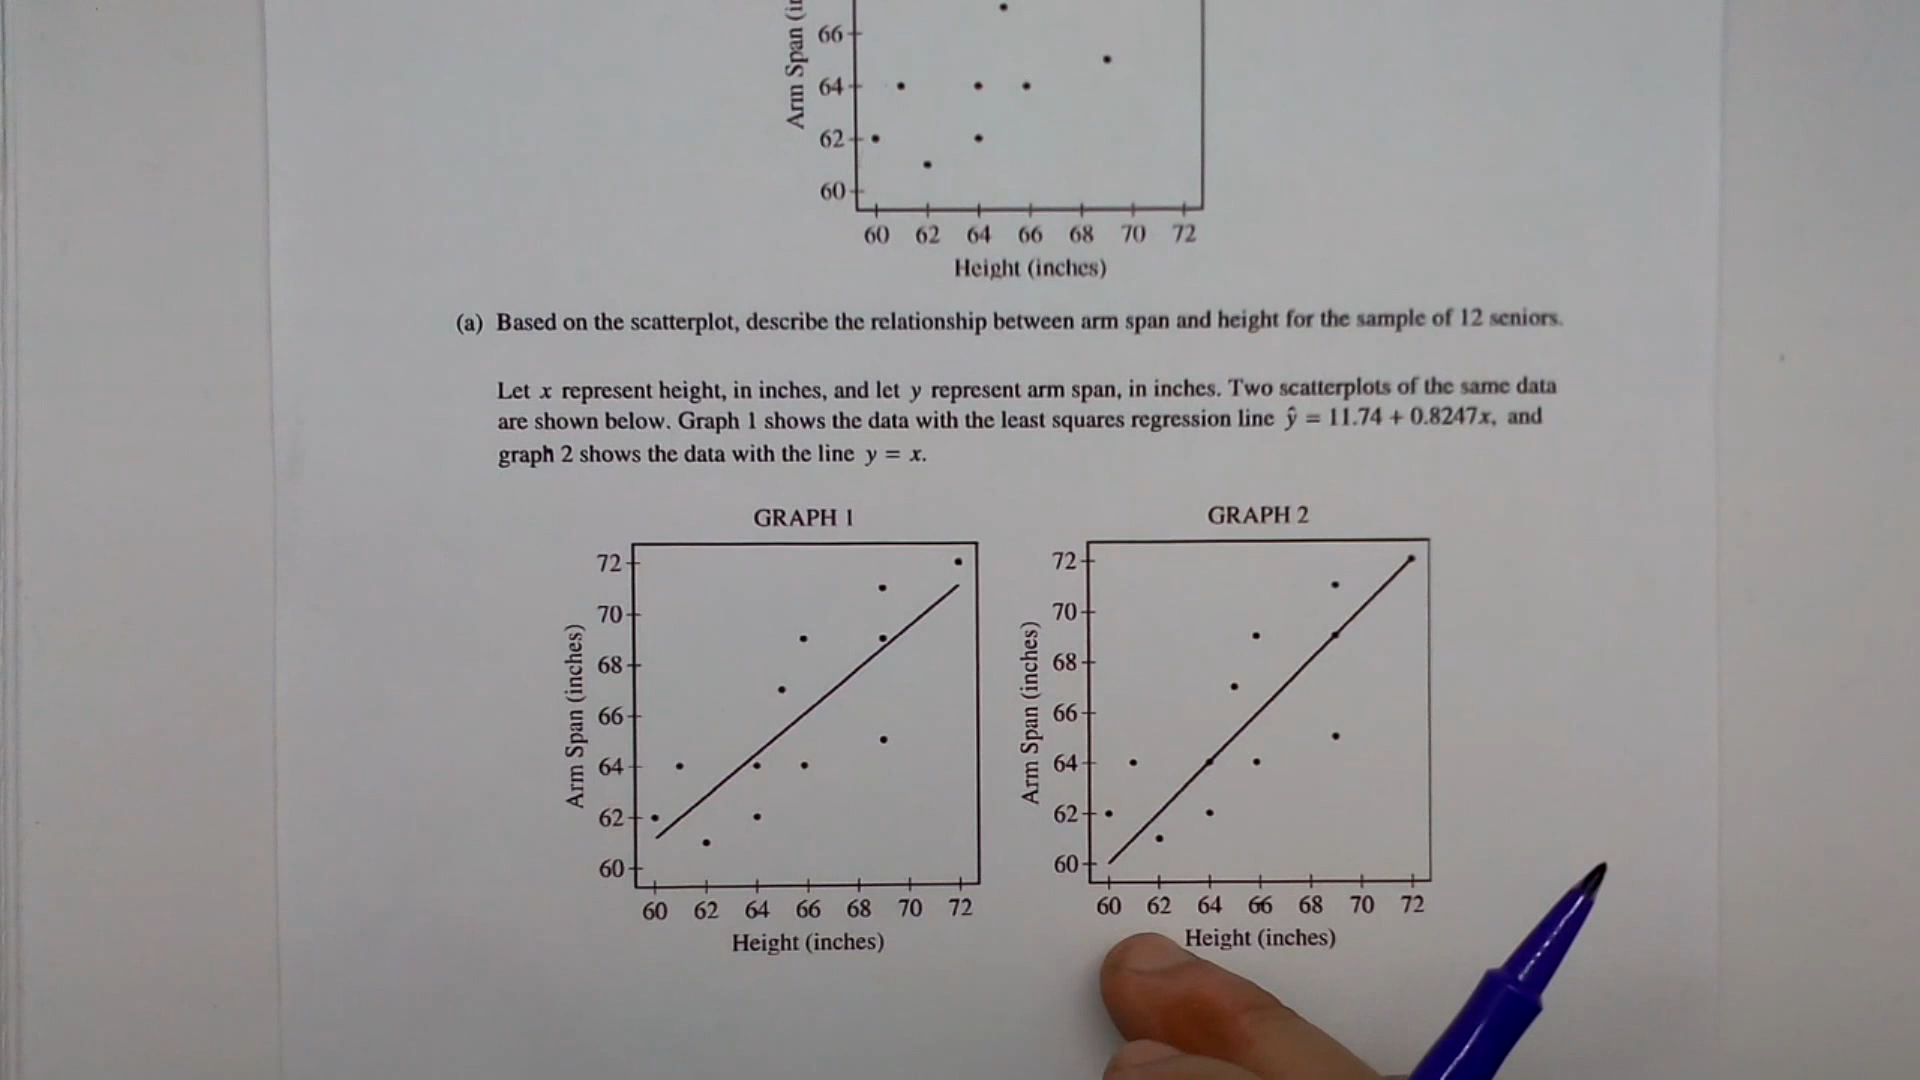 Arm Span (in
66
64
62
60
60 62 64 66 68 70 72
Height (inches)
(a) Based on the scatterplot, describe the relationship between arm span and height for the sample of 12 seniors.
Let x represent height, in inches, and let y represent arm span, in inches. Two scatterplots of the same data
are shown below. Graph 1 shows the data with the least squares regression line ŷ = 11.74 + 0.8247x, and
graph 2 shows the data with the line y = x.
GRAPH 1
72
70
68
66
64
62
60
Arm Span (inches)
60 62 64 66 68 70 72
Height (inches)
GRAPH 2
72
70
68
66
64
62
60
Arm Span (inches)
60 62 64 66 68 70 72
Height (inches)